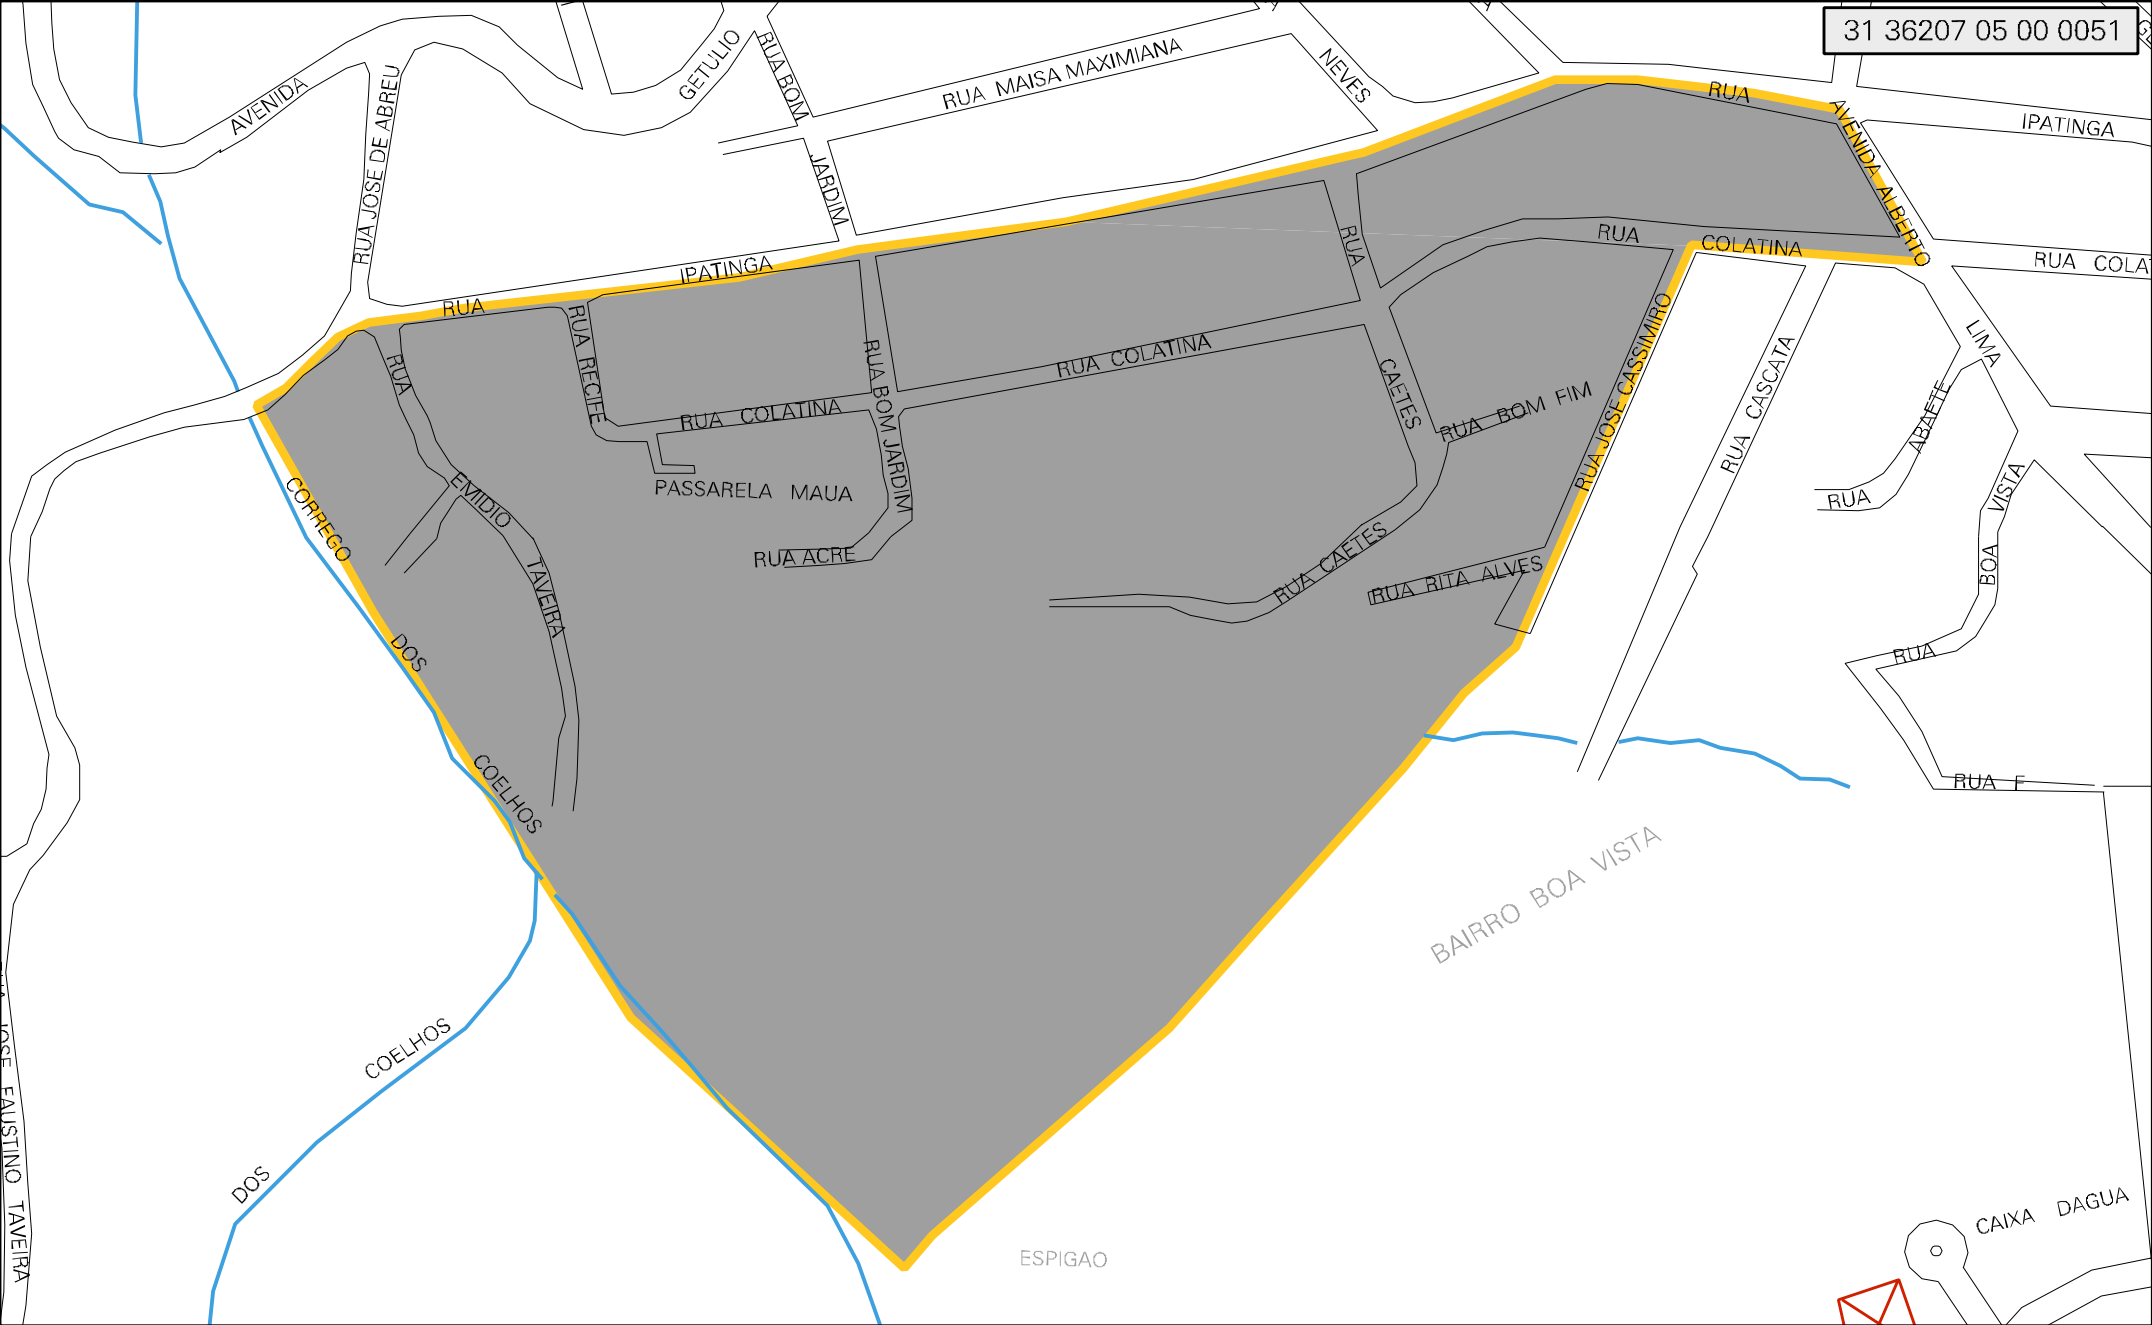 31 36207 05 00 0051
AVENIDA
GETULIO
RUA BOM
JARDIM
RUA MAISA MAXIMIANA
NEVES
RUA
IPATINGA
AVENIDA ALBERTO
RUA JOSE DE ABREU
RUA
IPATINGA
RUA
RUA
COLATINA
RUA COLAT
LIMA
RUA
EMIDIO
TAVEIRA
RUA RECIFE
RUA COLATINA
RUA BOM JARDIM
RUA COLATINA
CAETES
RUA BOM FIM
RUA JOSE CASSIMIRO
RUA CASCATA
RUA
ABAETE
PASSARELA MAUA
RUA ACRE
RUA CAETES
RUA RITA ALVES
BOA
VISTA
RUA
RUA F
CORREGO
DOS
COELHOS
BAIRRO BOA VISTA
COELHOS
DOS
JOSE FAUSTINO TAVEIRA
ESPIGAO
CAIXA DAGUA